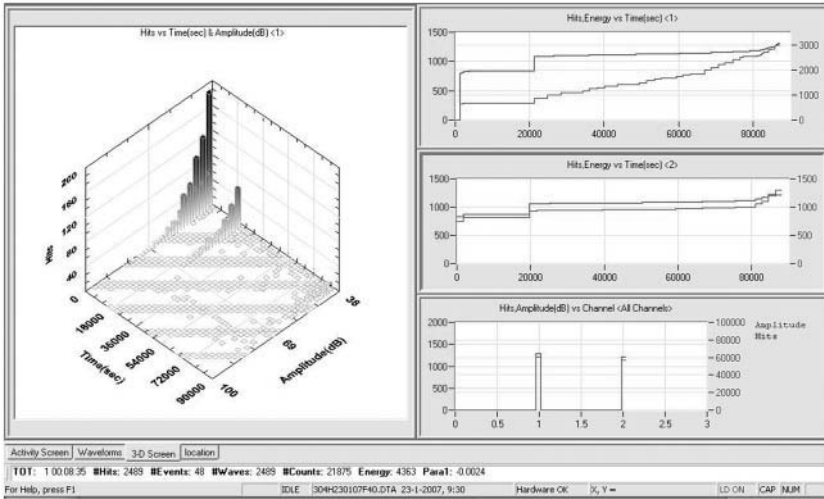 Hits vs Time(sec) & Amplitude(dB) <1>
200
160
120
80
40
Hits
0
18000
36000
54000
72000
90000
Time(sec)
100
69
38
Amplitude(dB)
Hits,Energy vs Time(sec) <1>
1500
1000
500
0
3000
2000
1000
0
0 20000 40000 60000 80000
Hits,Energy vs Time(sec) <2>
1500
1000
500
0
1500
1000
500
0
0 20000 40000 60000 80000
Hits,Amplitude(dB) vs Channel <All Channels>
2000
1500
1000
500
0
100000
80000
60000
40000
20000
0
Amplitude
Hits
0 0.5 1 1.5 2 2.5 3
Activity Screen Waveforms 3-D Screen location
TOT: 1 00:08:35 #Hits: 2489 #Events: 48 #Waves: 2489 #Counts: 21875 Energy: 4363 Para1: -0.0024
For Help, press F1 IDLE 304H230107F40.DTA 23-1-2007, 9:30 Hardware OK X, Y = LD ON CAP NUM